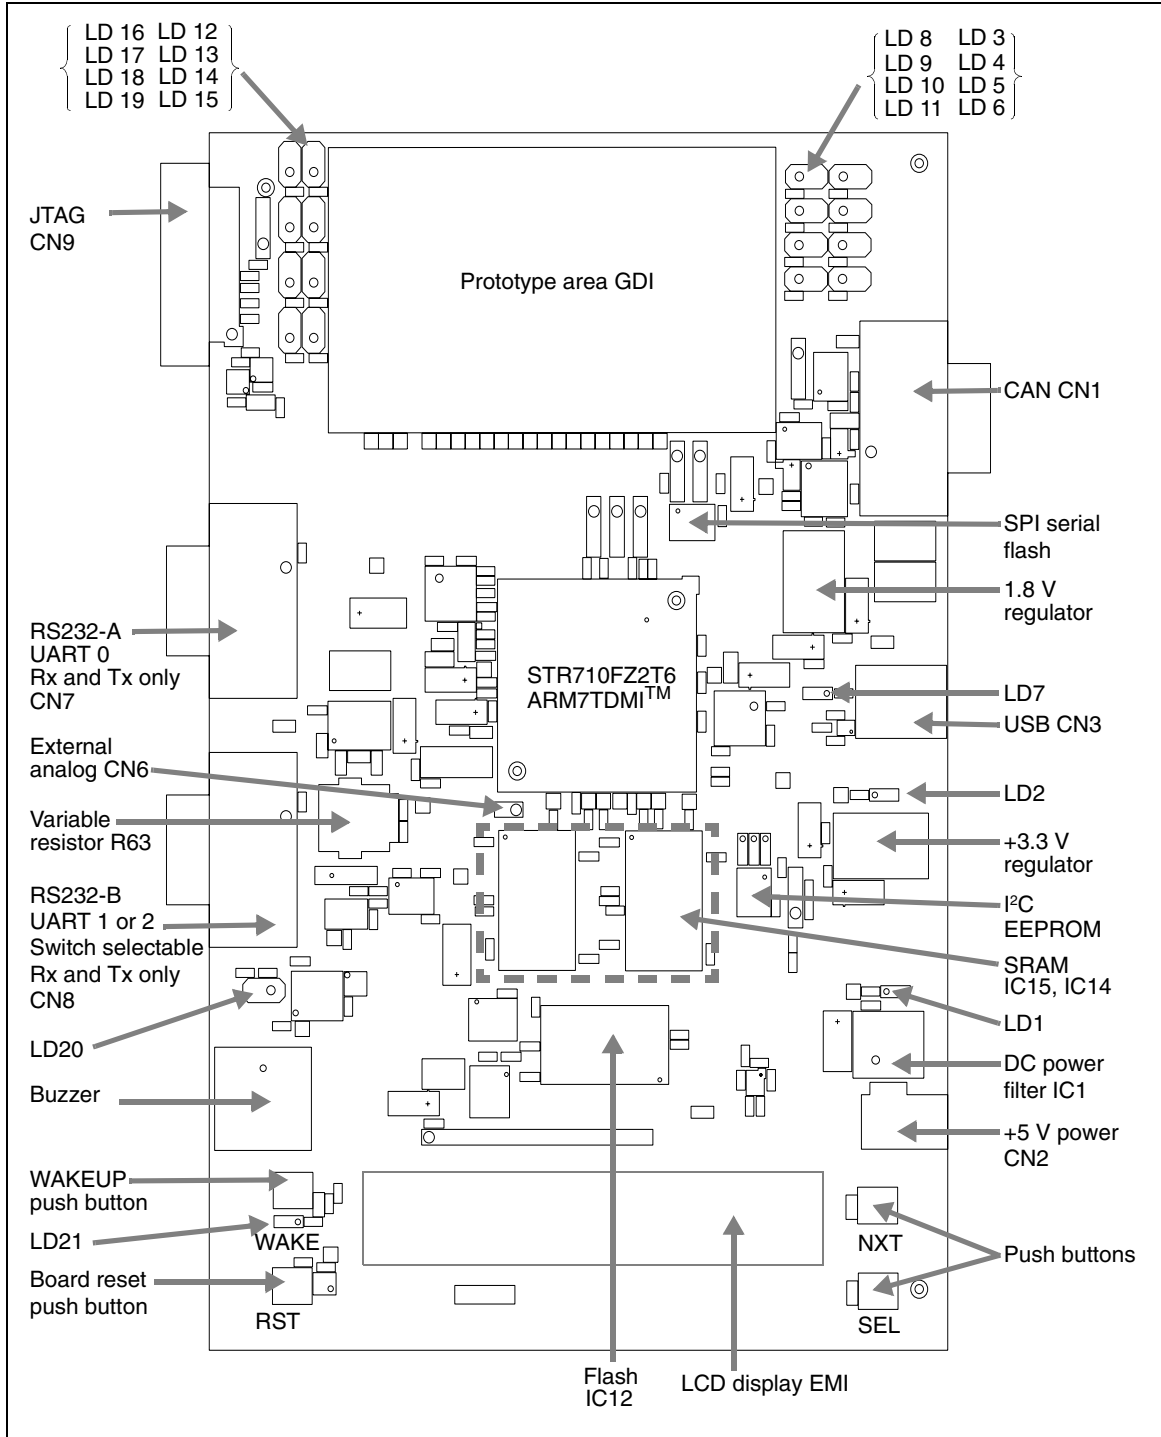 LD 16 LD 12
LD 17 LD 13
LD 18 LD 14
LD 19 LD 15
LD 8 LD 3
LD 9 LD 4
LD 10 LD 5
LD 11 LD 6
JTAG
CN9
Prototype area GDI
CAN CN1
SPI serial
flash
1.8 V
regulator
RS232-A
UART 0
Rx and Tx only
CN7
STR710FZ2T6
ARM7TDMI™
LD7
USB CN3
External
analog CN6
LD2
Variable
resistor R63
+3.3 V
regulator
RS232-B
UART 1 or 2
Switch selectable
Rx and Tx only
CN8
I²C
EEPROM
SRAM
IC15, IC14
LD1
LD20
DC power
filter IC1
Buzzer
+5 V power
CN2
WAKEUP
push button
LD21
WAKE
NXT
Push buttons
Board reset
push button
RST
SEL
Flash
IC12
LCD display EMI